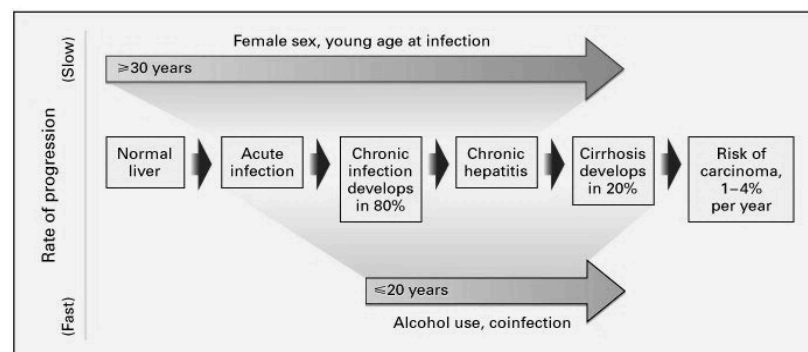 (Slow)
Female sex, young age at infection
⩾30 years
Rate of progression
Normal
liver
Acute
infection
Chronic
infection
develops
in 80%
Chronic
hepatitis
Cirrhosis
develops
in 20%
Risk of
carcinoma,
1–4%
per year
⩽20 years
Alcohol use, coinfection
(Fast)